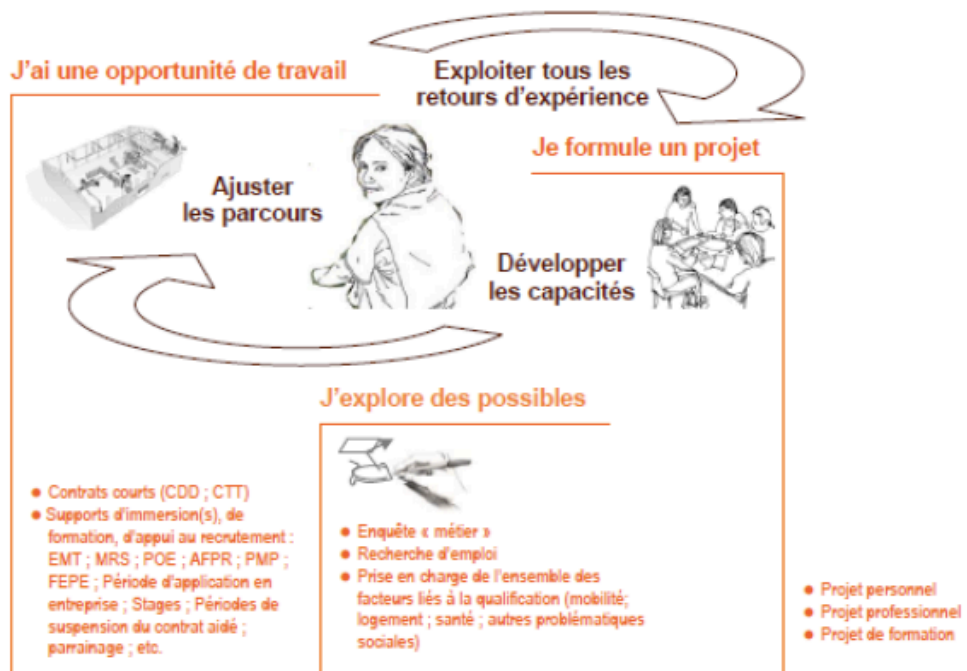 J'ai une opportunité de travail
Exploiter tous les
retours d'expérience
Je formule un projet
Ajuster
les parcours
Développer
les capacités
J'explore des possibles
● Contrats courts (CDD ; CTT)
● Supports d'immersion(s), de
formation, d'appui au recrutement :
EMT ; MRS ; POE ; AFPR ; PMP ;
FEPE ; Période d'application en
entreprise ; Stages ; Périodes de
suspension du contrat aidé ;
parrainage ; etc.
● Enquête « métier »
● Recherche d'emploi
● Prise en charge de l'ensemble des
facteurs liés à la qualification (mobilité;
logement ; santé ; autres problématiques
sociales)
● Projet personnel
● Projet professionnel
● Projet de formation